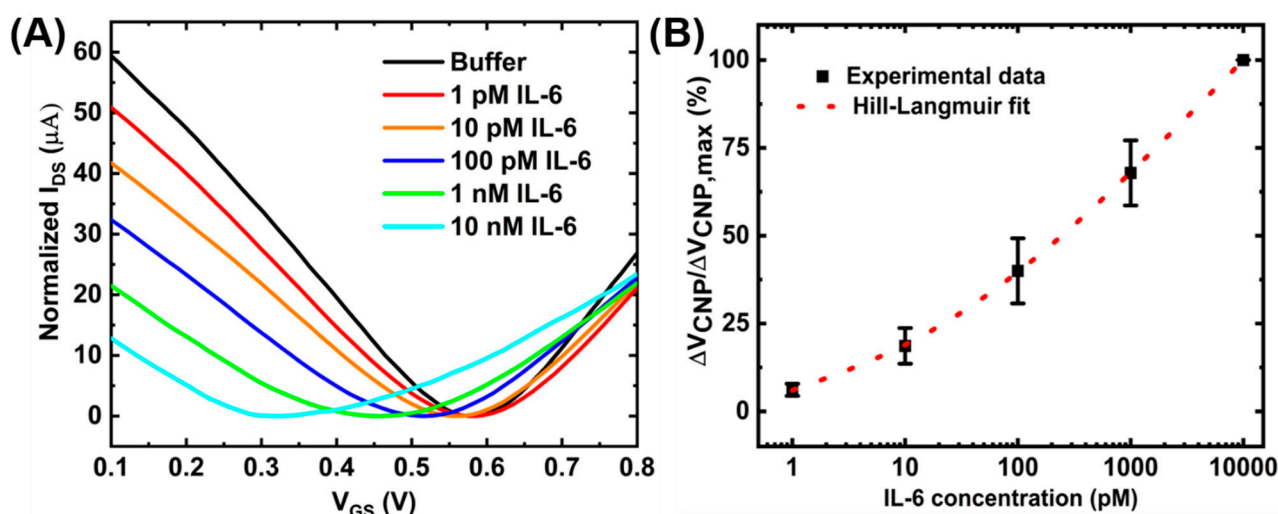 (A)
Normalized I_DS (μA)
60
50
40
30
20
10
0
Buffer
1 pM IL-6
10 pM IL-6
100 pM IL-6
1 nM IL-6
10 nM IL-6
0.1 0.2 0.3 0.4 0.5 0.6 0.7 0.8
V_GS (V)
(B)
ΔV_CNP/ΔV_CNP,max (%)
100
75
50
25
0
Experimental data
Hill-Langmuir fit
1 10 100 1000 10000
IL-6 concentration (pM)